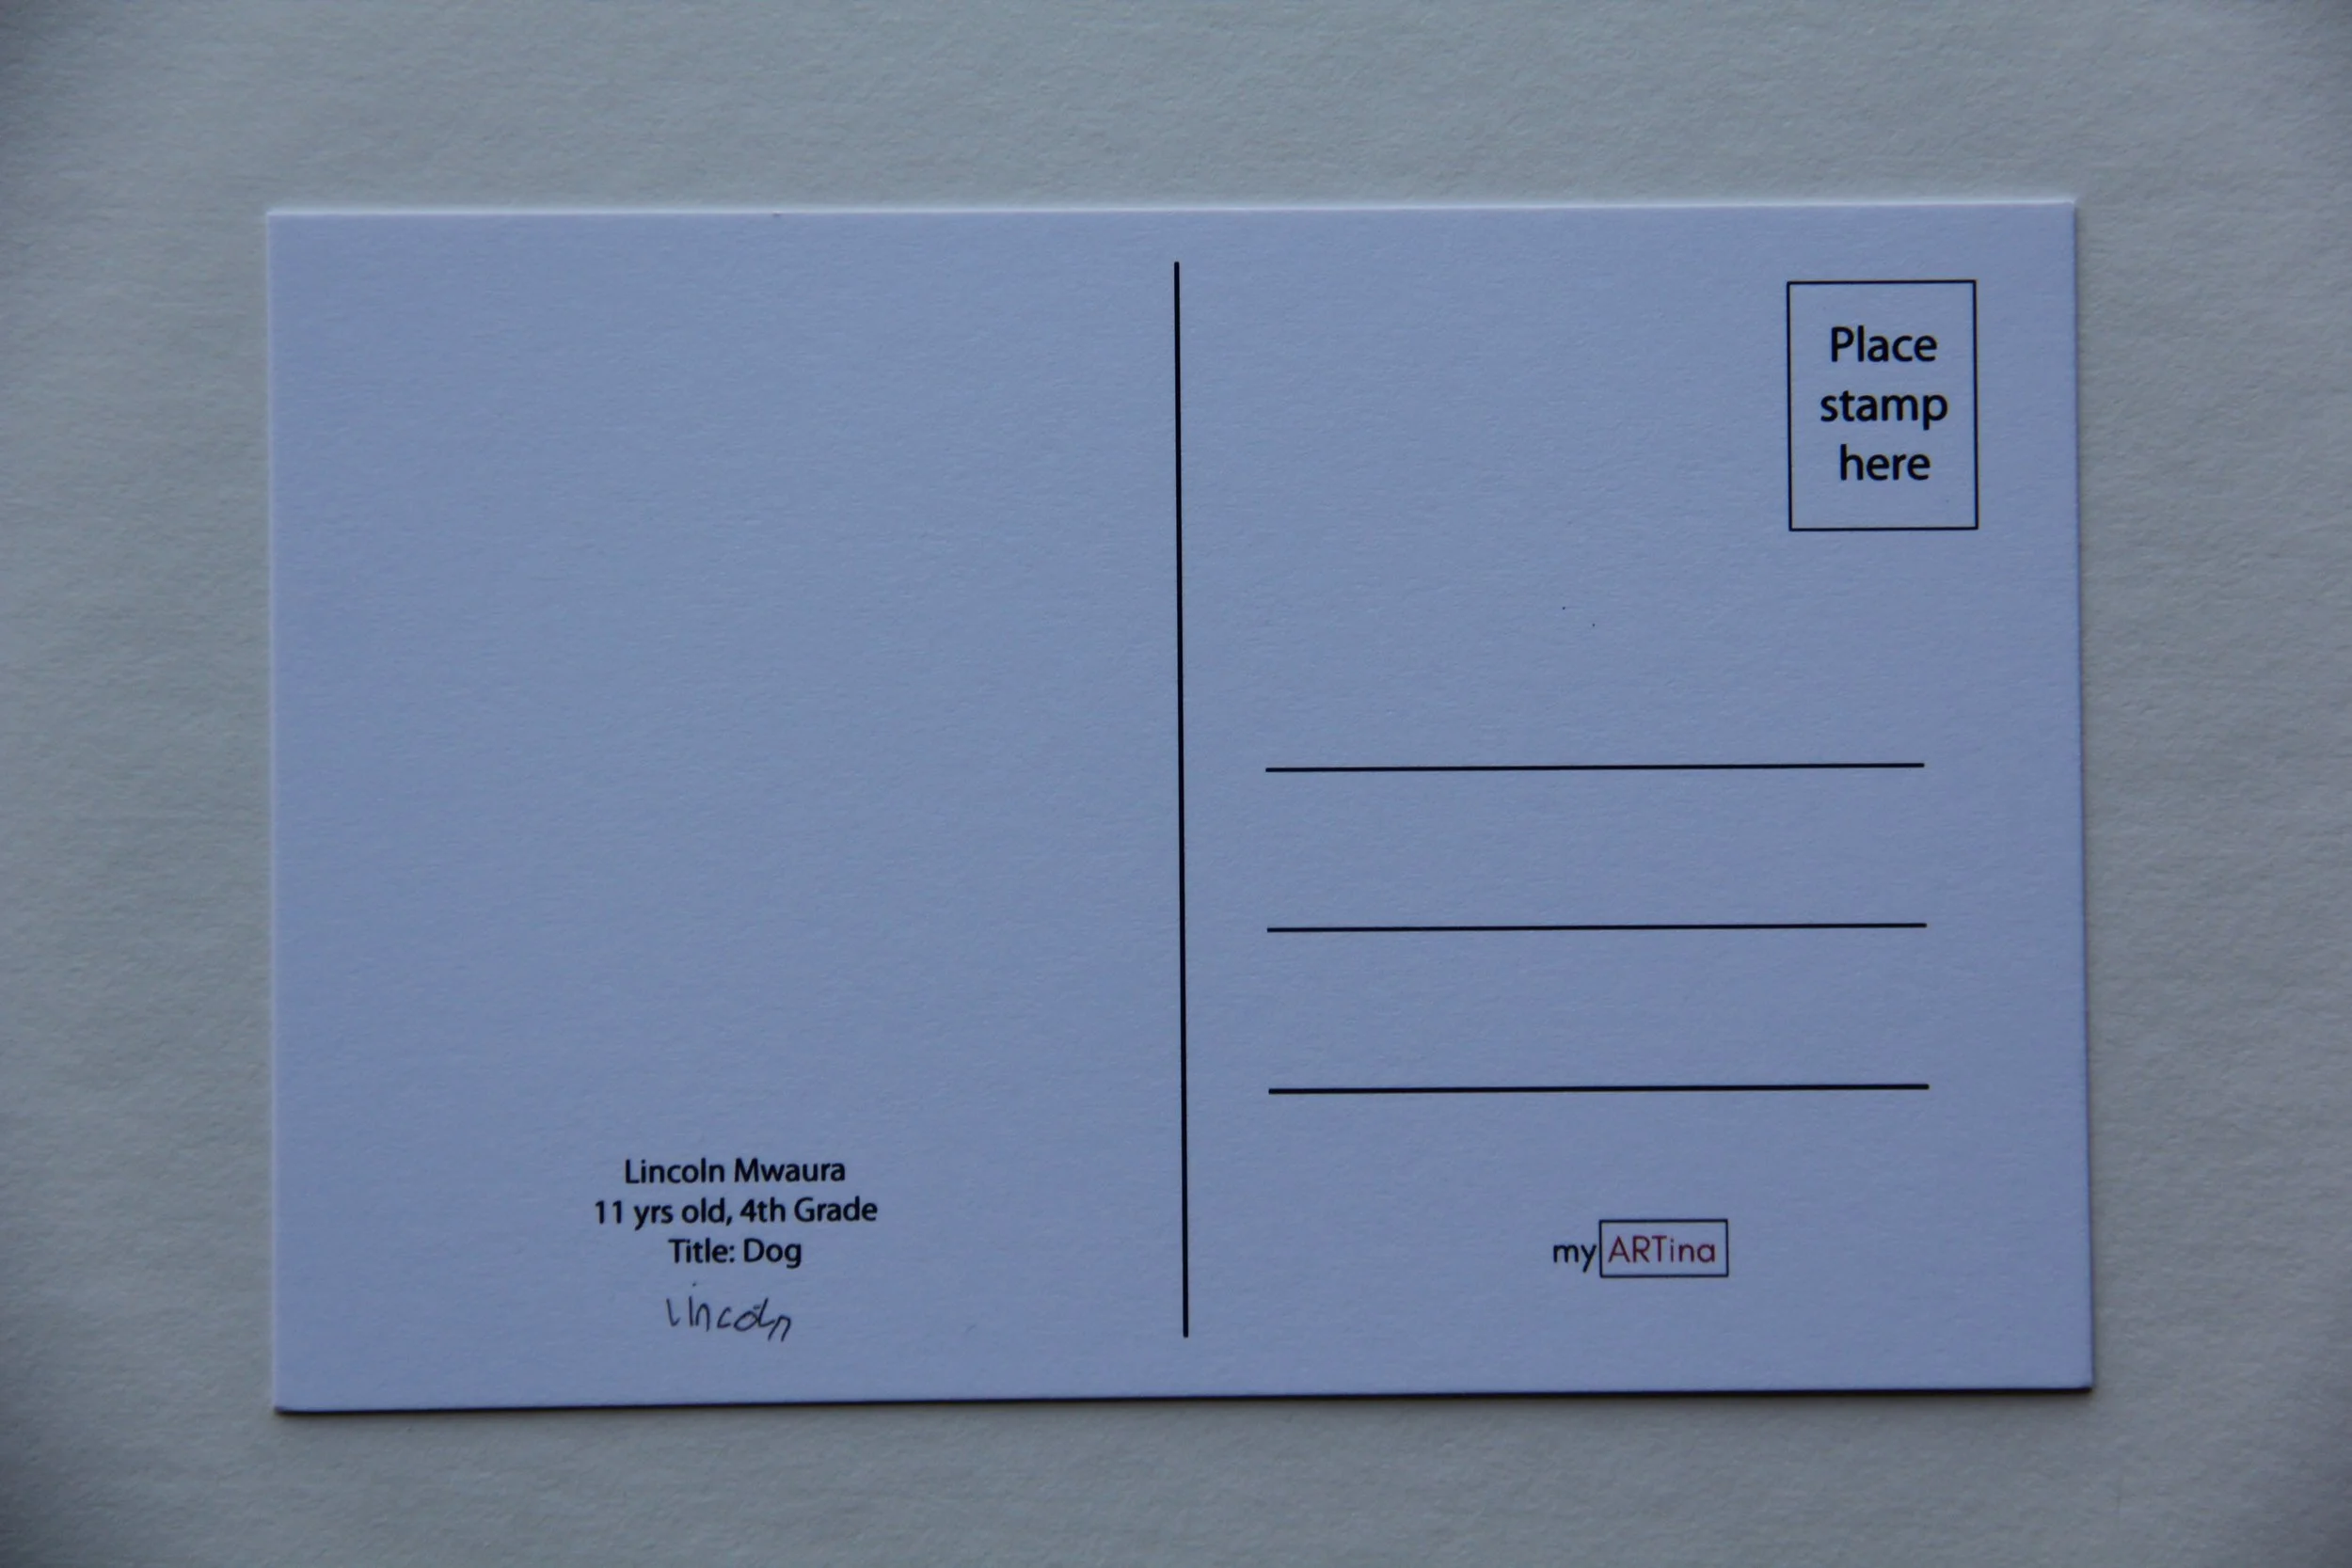 Place
stamp
here
Lincoln Mwaura
11 yrs old, 4th Grade
Title: Dog
Lincoln
my ARTina